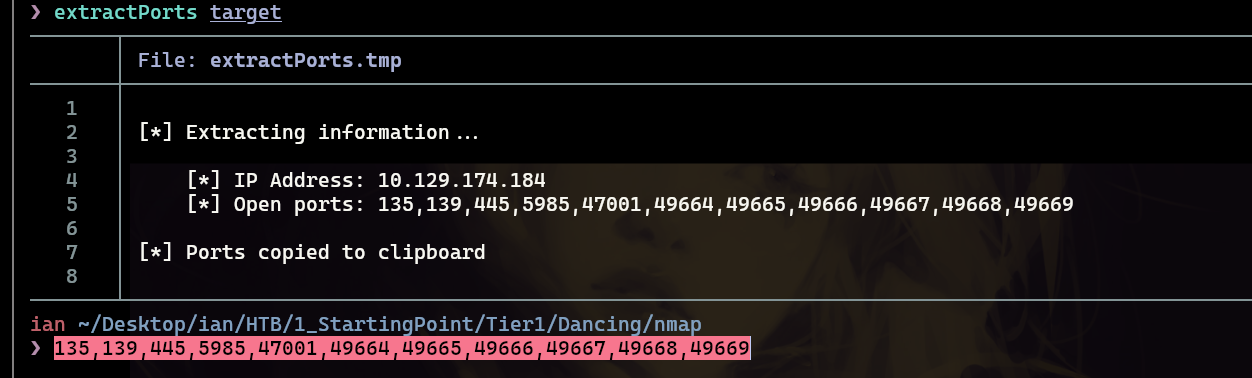 ❯ extractPorts target
File: extractPorts.tmp
1
2 [*] Extracting information...
3
4 [*] IP Address: 10.129.174.184
5 [*] Open ports: 135,139,445,5985,47001,49664,49665,49666,49667,49668,49669
6
7 [*] Ports copied to clipboard
8
ian ~/Desktop/ian/HTB/1_StartingPoint/Tier1/Dancing/nmap
❯ 135,139,445,5985,47001,49664,49665,49666,49667,49668,49669